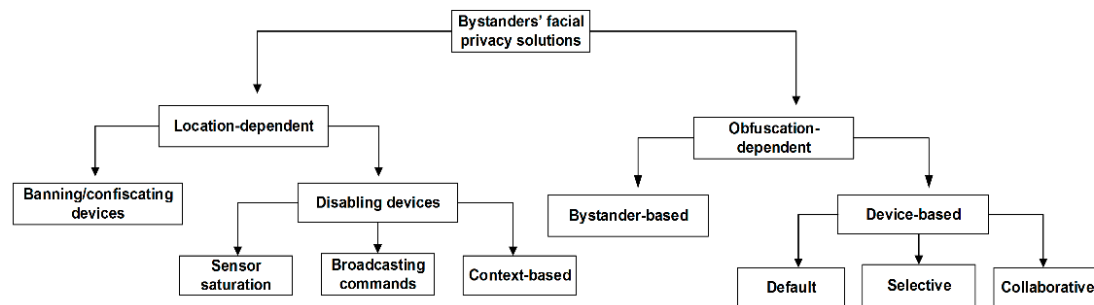 Bystanders' facial
privacy solutions
Location-dependent
Obfuscation-
dependent
Banning/confiscating
devices
Disabling devices
Bystander-based
Device-based
Sensor
saturation
Broadcasting
commands
Context-based
Default
Selective
Collaborative